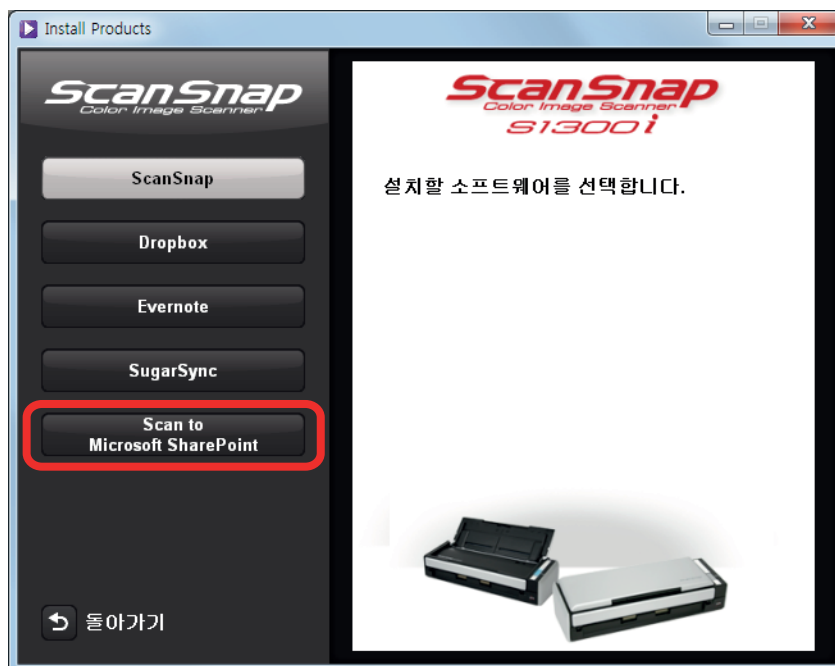 Install Products
ScanSnap
Color Image Scanner
ScanSnap
Dropbox
Evernote
SugarSync
Scan to
Microsoft SharePoint
돌아가기
ScanSnap
Color Image Scanner
S1300i
설치할 소프트웨어를 선택합니다.